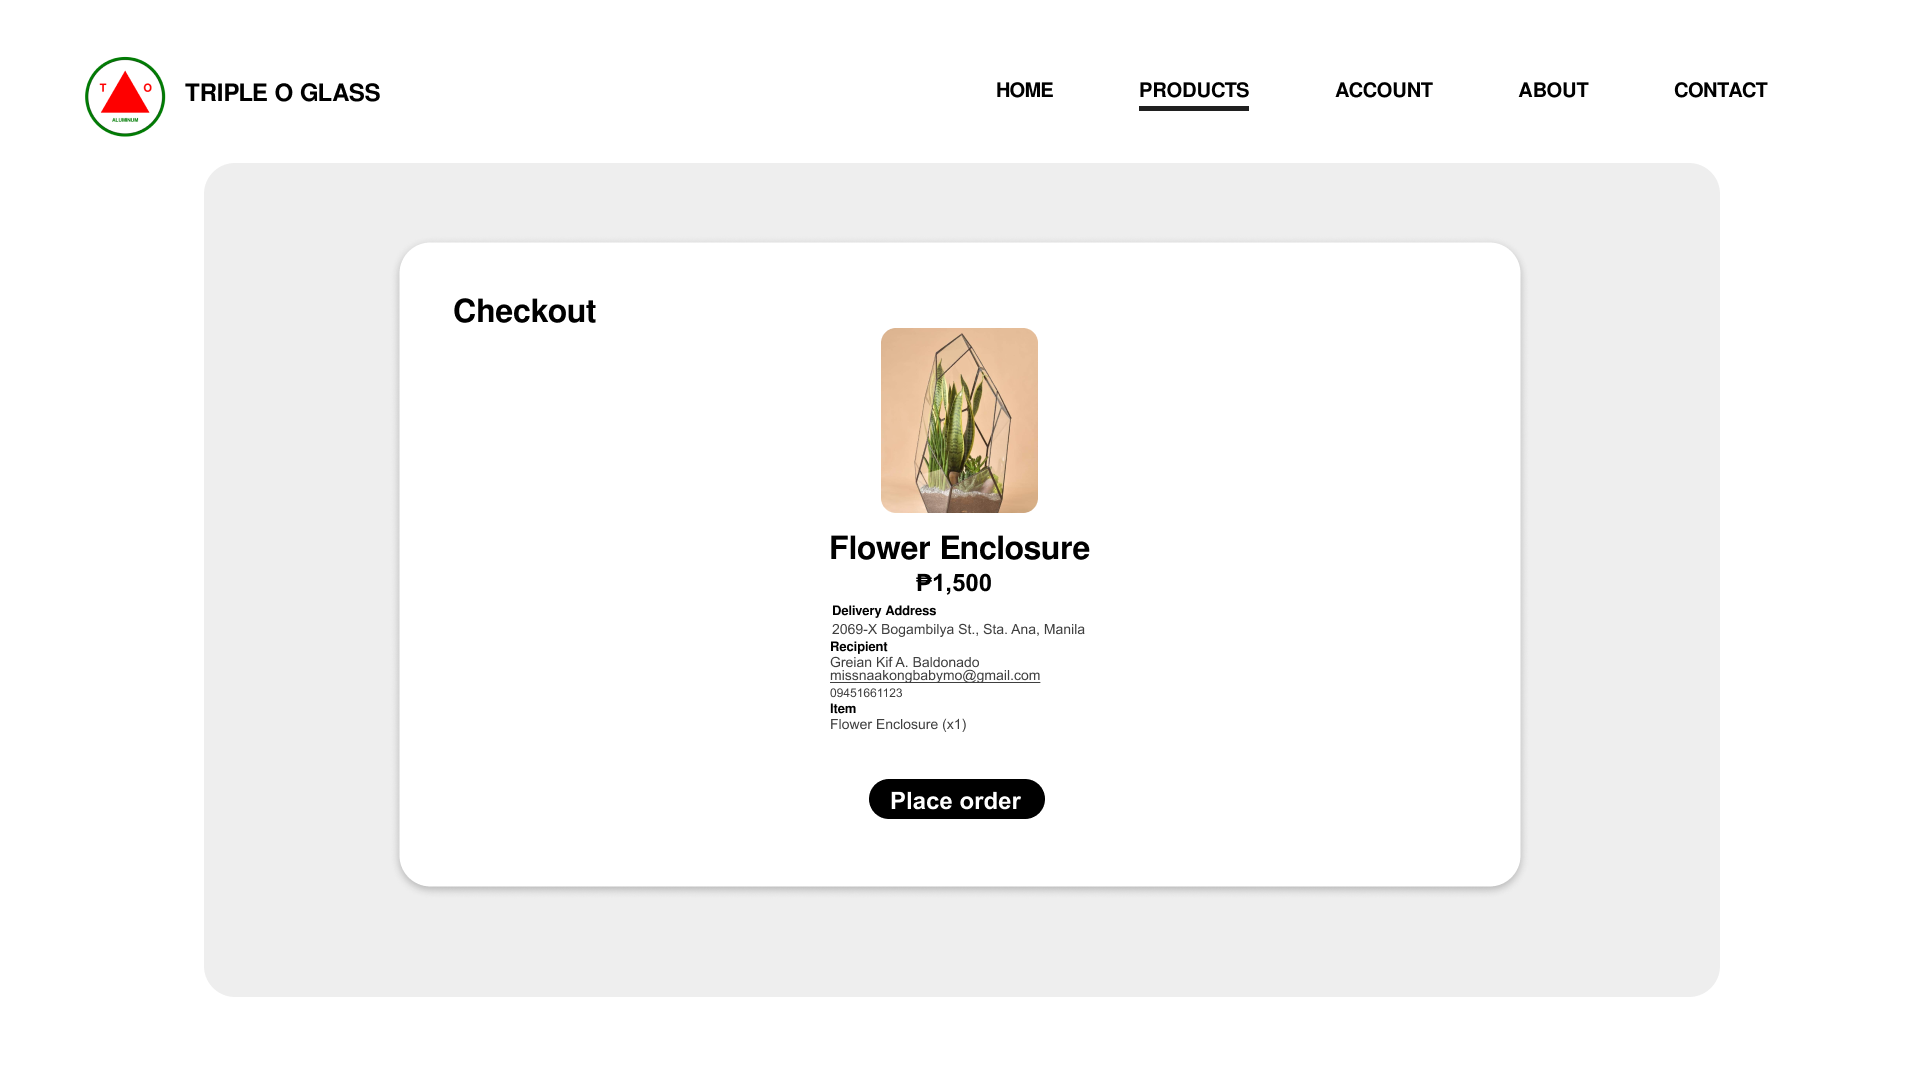 T O
ALUMINUM
TRIPLE O GLASS
HOME PRODUCTS ACCOUNT ABOUT CONTACT
Checkout
Flower Enclosure
₱1,500
Delivery Address
2069-X Bogambilya St., Sta. Ana, Manila
Recipient
Greian Kif A. Baldonado
missnaakongbabymo@gmail.com
09451661123
Item
Flower Enclosure (x1)
Place order